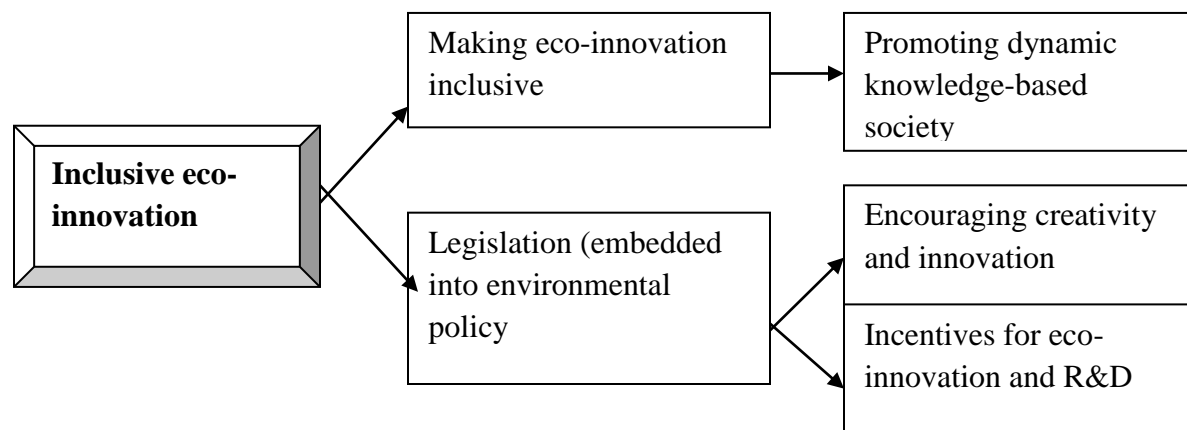 Making eco-innovation
inclusive
Promoting dynamic
knowledge-based
society
Inclusive eco-
innovation
Legislation (embedded
into environmental
policy
Encouraging creativity
and innovation
Incentives for eco-
innovation and R&D